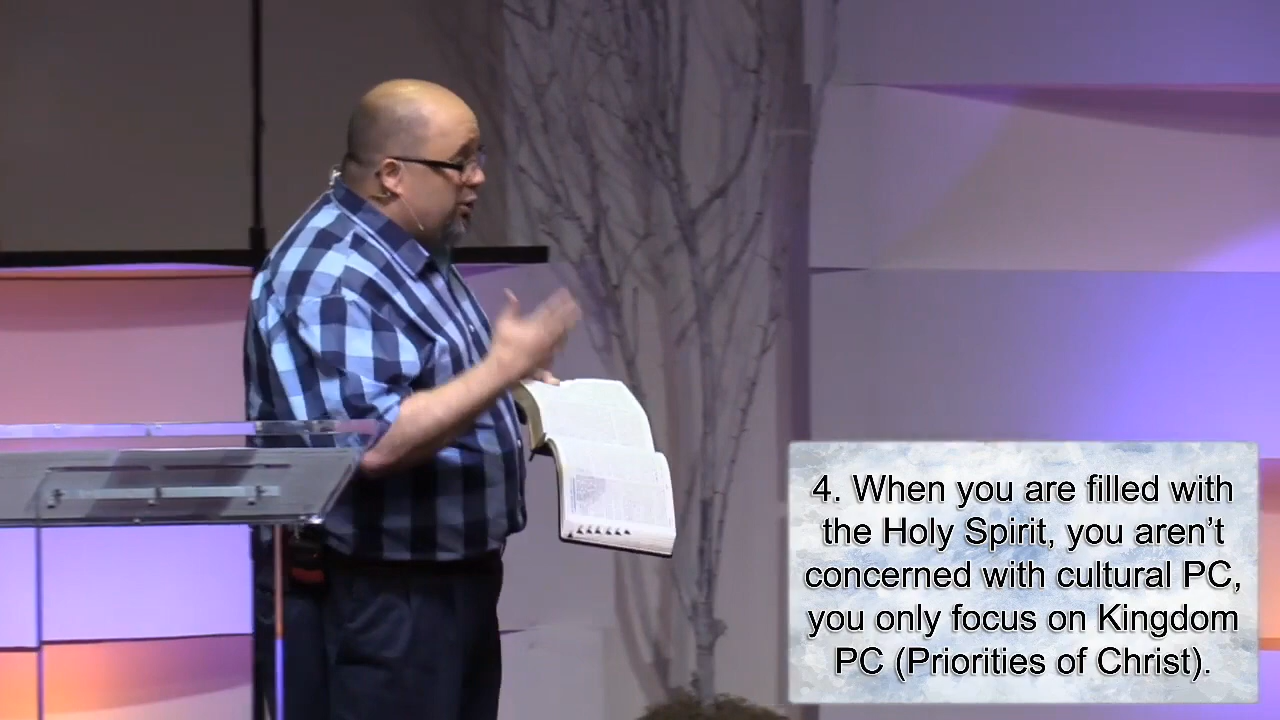 4. When you are filled with
the Holy Spirit, you aren’t
concerned with cultural PC,
you only focus on Kingdom
PC (Priorities of Christ).